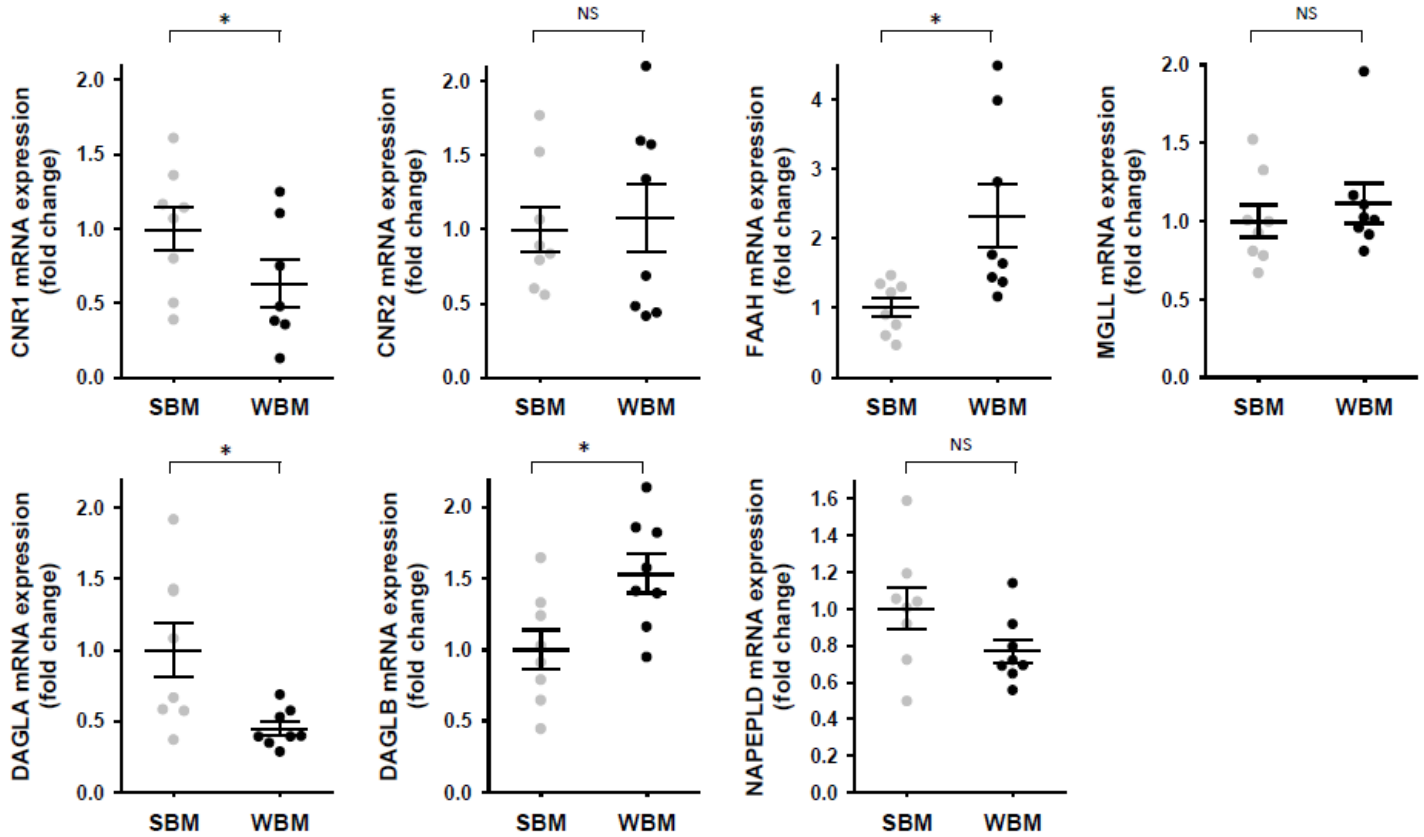 *
NS
*
NS
CNR1 mRNA expression
(fold change)
2.0
1.5
1.0
0.5
0.0
SBM WBM
CNR2 mRNA expression
(fold change)
2.0
1.5
1.0
0.5
0.0
SBM WBM
FAAH mRNA expression
(fold change)
4
3
2
1
0
SBM WBM
MGLL mRNA expression
(fold change)
2.0
1.5
1.0
0.5
0.0
SBM WBM
*
*
NS
DAGLA mRNA expression
(fold change)
2.0
1.5
1.0
0.5
0.0
SBM WBM
DAGLB mRNA expression
(fold change)
2.0
1.5
1.0
0.5
0.0
SBM WBM
NAPEPLD mRNA expression
(fold change)
1.6
1.4
1.2
1.0
0.8
0.6
0.4
0.2
0.0
SBM WBM